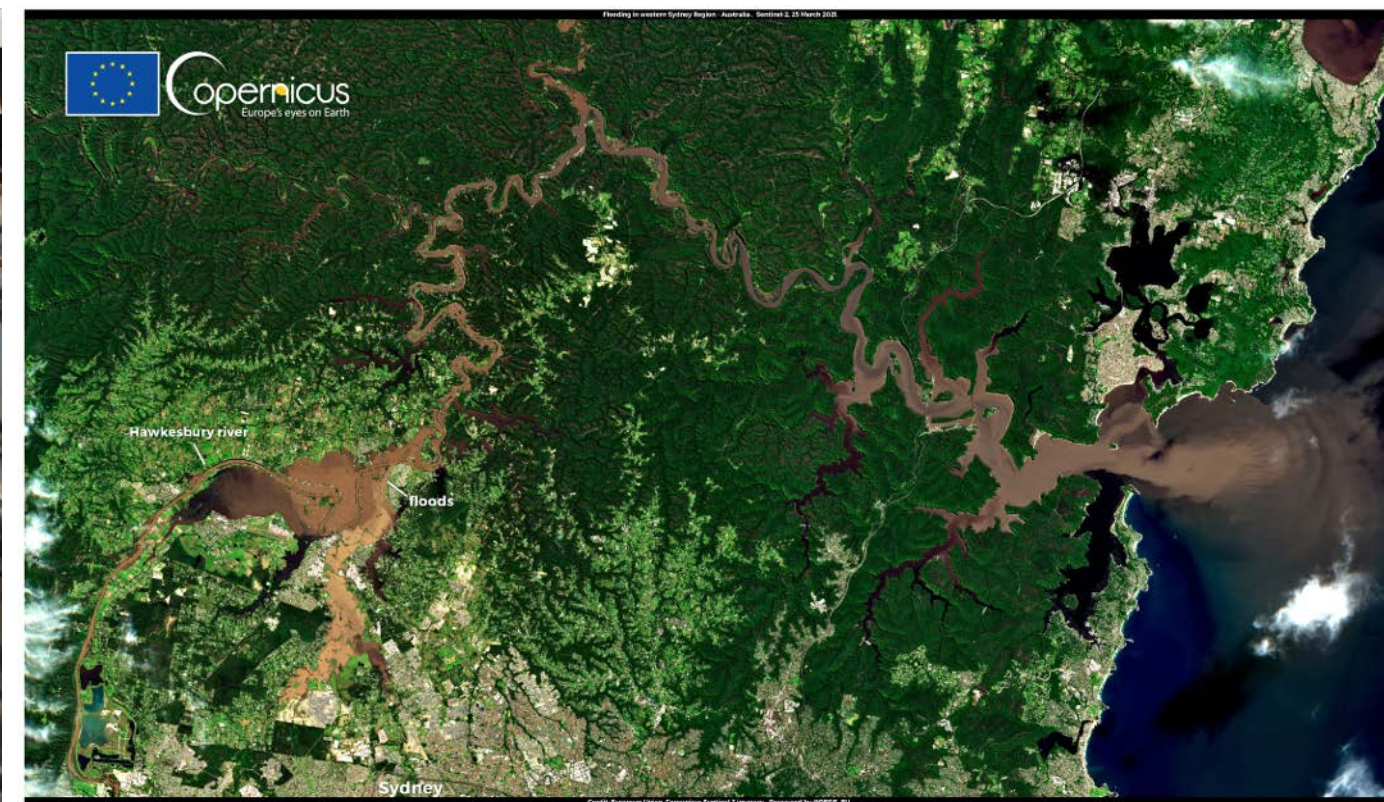 Flooding in western Sydney Region - Australia. Sentinel-2, 25 March 2021.
Copernicus
Europe's eyes on Earth
Hawkesbury river
floods
Sydney